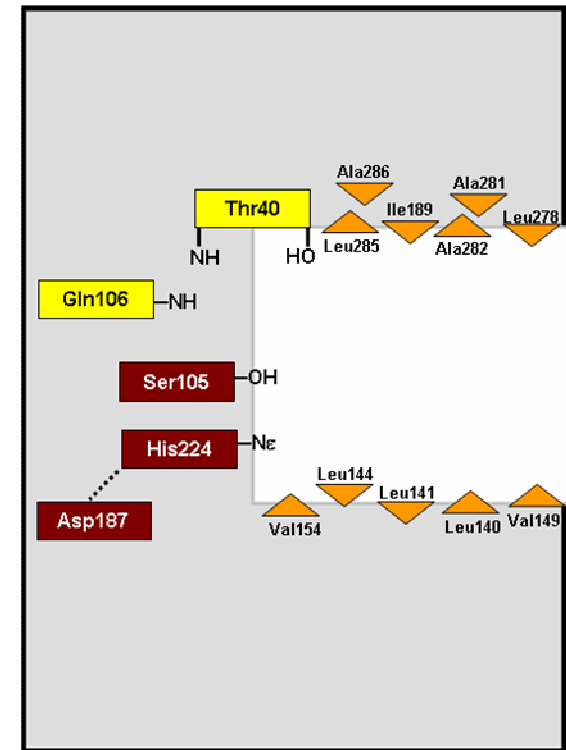 Ala286
Ala281
Thr40
Ile189
Leu278
Leu285
Ala282
NH
HO
Gln106
NH
Ser105
OH
His224
Nε
Leu144
Leu141
Asp187
Val154
Leu140
Val149